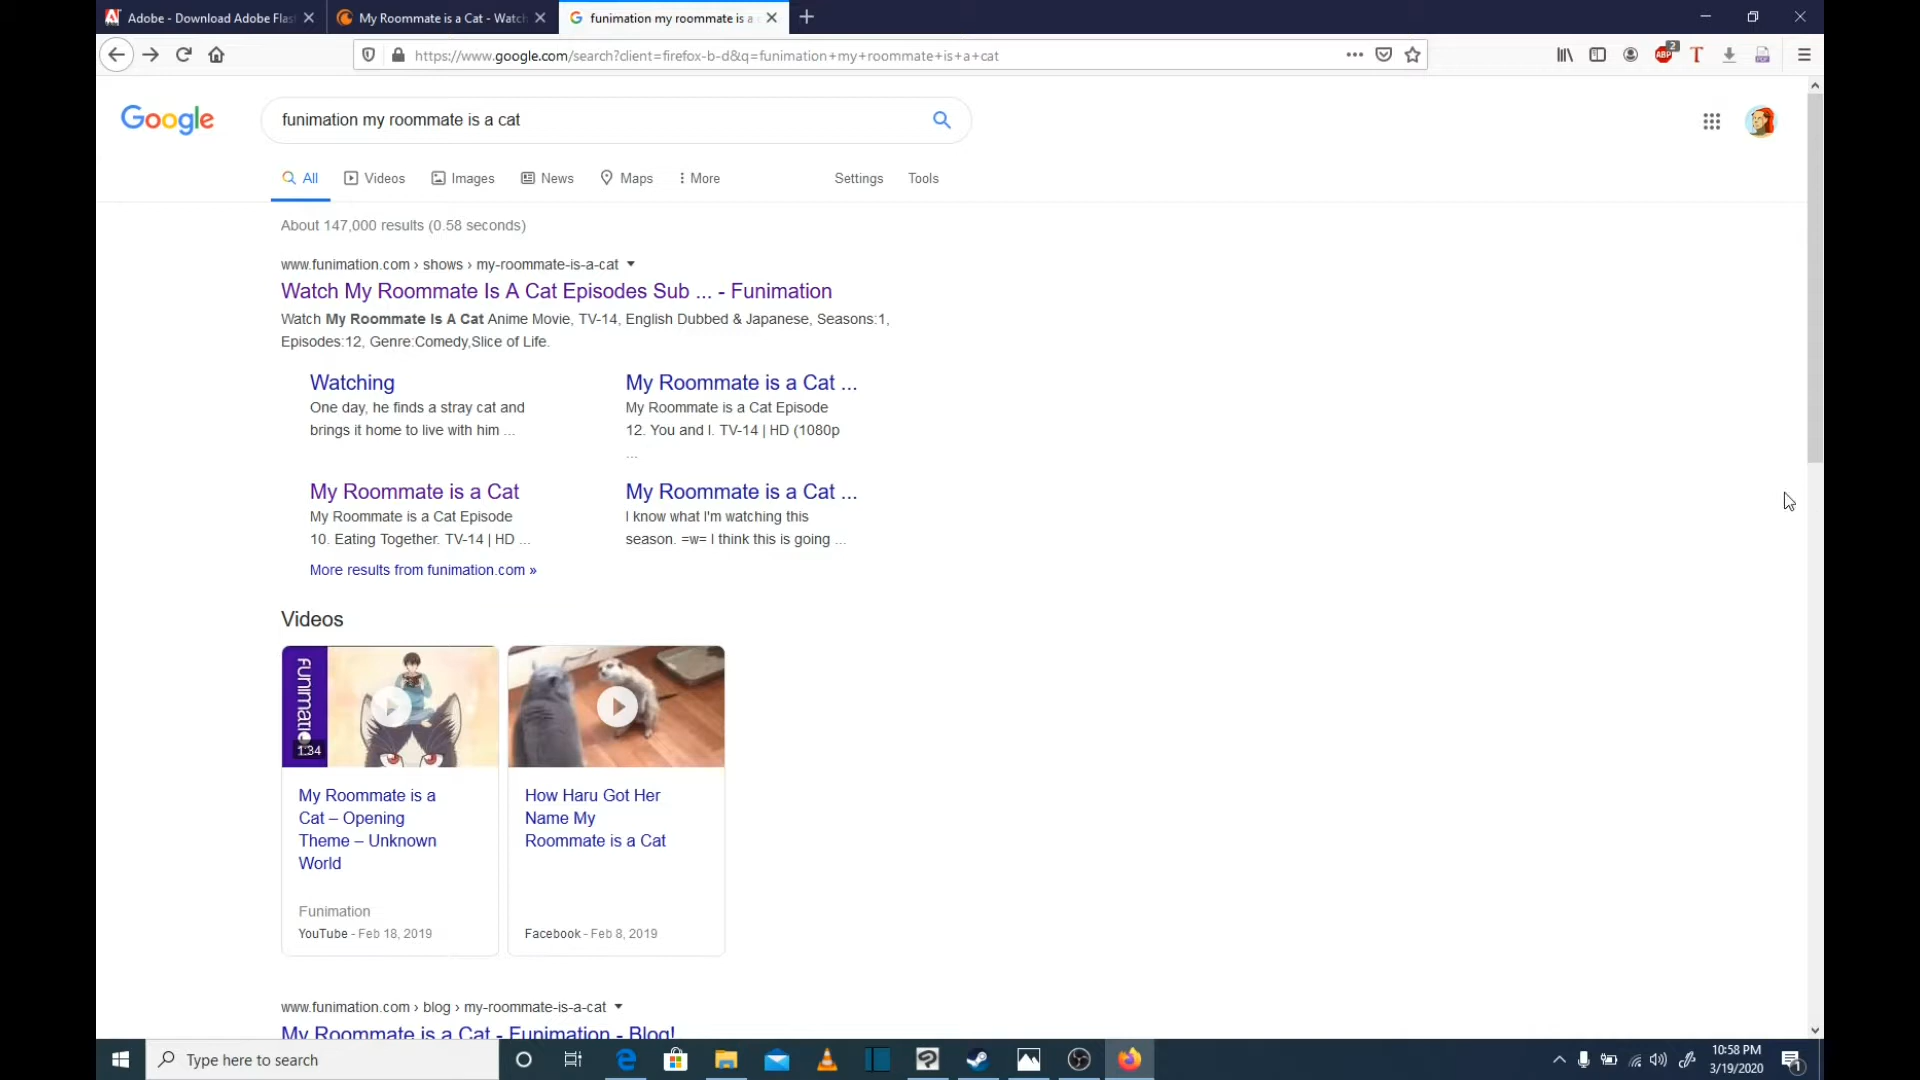 Adobe - Download Adobe Flas
My Roommate is a Cat - Watch
funimation my roommate is a c
https://www.google.com/search?client=firefox-b-d&q=funimation+my+roommate+is+a+cat
ABP 2
T
Google
funimation my roommate is a cat
All Videos Images News Maps More Settings Tools
About 147,000 results (0.58 seconds)
www.funimation.com › shows › my-roommate-is-a-cat
Watch My Roommate Is A Cat Episodes Sub ... - Funimation
Watch My Roommate Is A Cat Anime Movie, TV-14, English Dubbed & Japanese, Seasons:1,
Episodes:12, Genre:Comedy,Slice of Life.
Watching
One day, he finds a stray cat and
brings it home to live with him ...
My Roommate is a Cat ...
My Roommate is a Cat Episode
12. You and I. TV-14 | HD (1080p
...
My Roommate is a Cat
My Roommate is a Cat Episode
10. Eating Together. TV-14 | HD ...
My Roommate is a Cat ...
I know what I'm watching this
season. =w= I think this is going ...
More results from funimation.com »
Videos
FUNIMATION
1:34
My Roommate is a
Cat – Opening
Theme – Unknown
World
Funimation
YouTube - Feb 18, 2019
How Haru Got Her
Name My
Roommate is a Cat
Facebook - Feb 8, 2019
www.funimation.com › blog › my-roommate-is-a-cat
My Roommate is a Cat - Funimation - Blog!
Type here to search
10:58 PM
3/19/2020
1